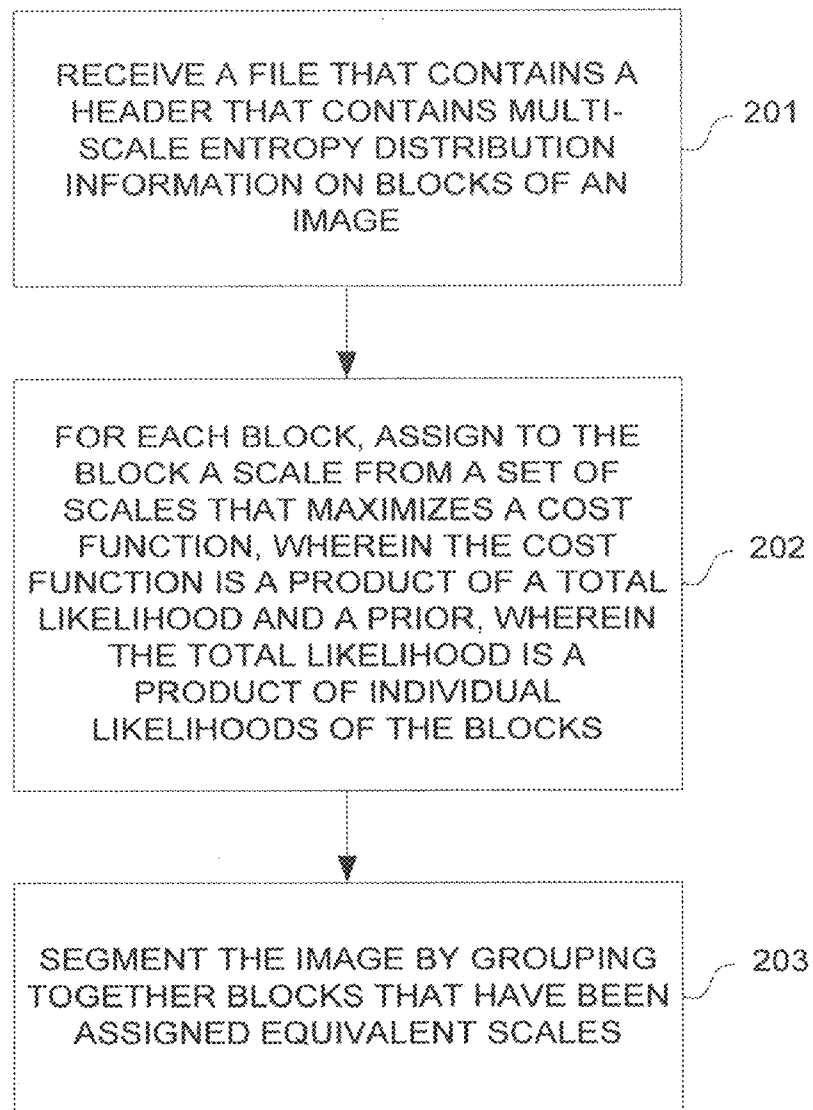 RECEIVE A FILE THAT CONTAINS A
HEADER THAT CONTAINS MULTI-
SCALE ENTROPY DISTRIBUTION
INFORMATION ON BLOCKS OF AN
IMAGE
201
FOR EACH BLOCK, ASSIGN TO THE
BLOCK A SCALE FROM A SET OF
SCALES THAT MAXIMIZES A COST
FUNCTION, WHEREIN THE COST
FUNCTION IS A PRODUCT OF A TOTAL
LIKELIHOOD AND A PRIOR, WHEREIN
THE TOTAL LIKELIHOOD IS A
PRODUCT OF INDIVIDUAL
LIKELIHOODS OF THE BLOCKS
202
SEGMENT THE IMAGE BY GROUPING
TOGETHER BLOCKS THAT HAVE BEEN
ASSIGNED EQUIVALENT SCALES
203